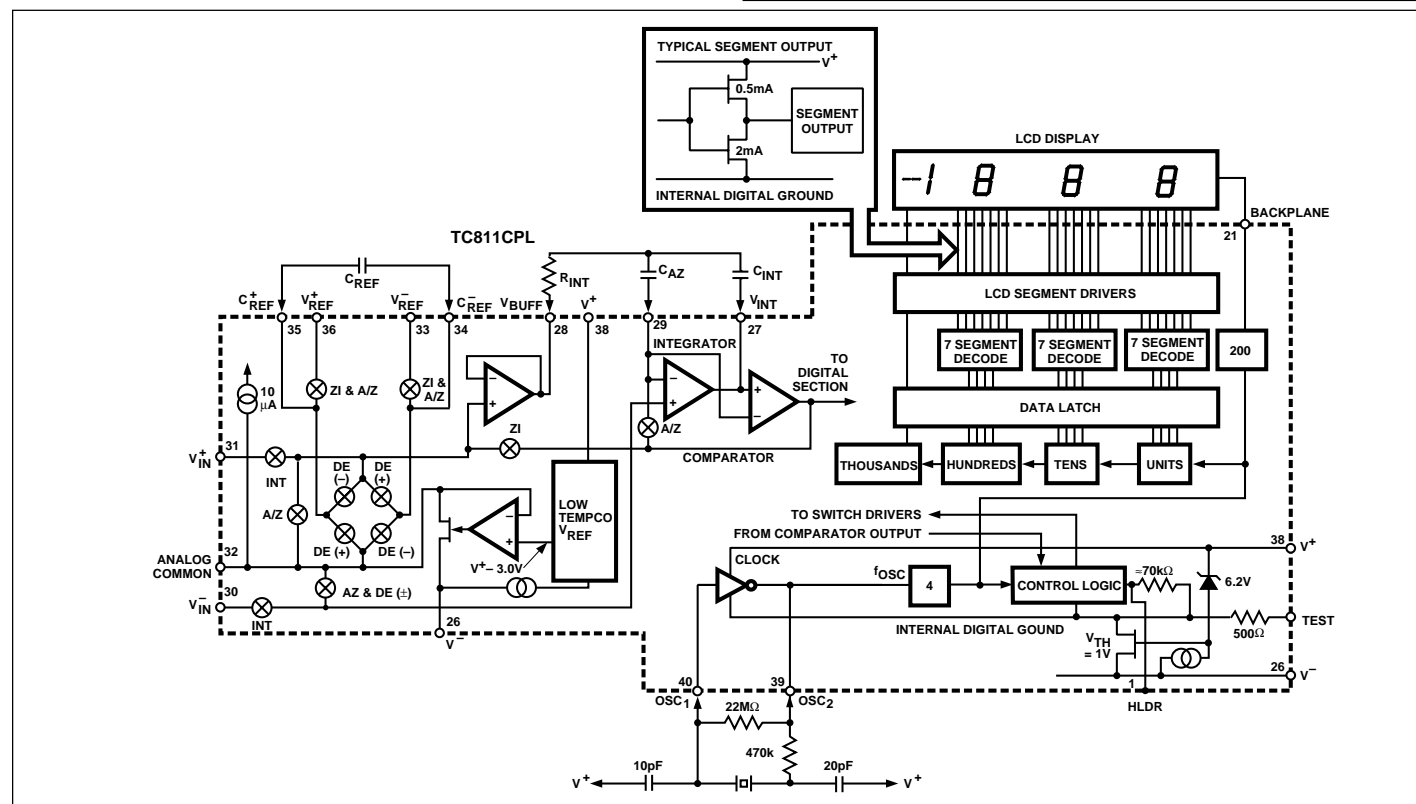 TYPICAL SEGMENT OUTPUT
V+
0.5mA
SEGMENT
OUTPUT
2mA
INTERNAL DIGITAL GROUND
LCD DISPLAY
--1 8 8 8
BACKPLANE
21
TC811CPL
CREF
RINT
CAZ
CINT
C+REF
V+REF
V–REF
C–REF
VBUFF
V+
VINT
35
36
33
34
28
38
29
27
LCD SEGMENT DRIVERS
7 SEGMENT
DECODE
7 SEGMENT
DECODE
7 SEGMENT
DECODE
200
INTEGRATOR
TO
DIGITAL
SECTION
10
µA
ZI & A/Z
ZI &
A/Z
–
+
–
+
+
–
DATA LATCH
ZI
A/Z
COMPARATOR
31
V+IN
INT
DE
(–)
DE
(+)
THOUSANDS
HUNDREDS
TENS
UNITS
A/Z
LOW
TEMPCO
VREF
–
+
TO SWITCH DRIVERS
FROM COMPARATOR OUTPUT
32
ANALOG
COMMON
DE (+)
DE (–)
V+– 3.0V
38
V+
CLOCK
fOSC
4
CONTROL LOGIC
≈70kΩ
6.2V
30
V–IN
INT
AZ & DE (±)
INTERNAL DIGITAL GOUND
500Ω
TEST
26
V–
VTH
= 1V
26
V–
40
39
1
OSC1
OSC2
HLDR
22MΩ
470k
10pF
20pF
V+
V+